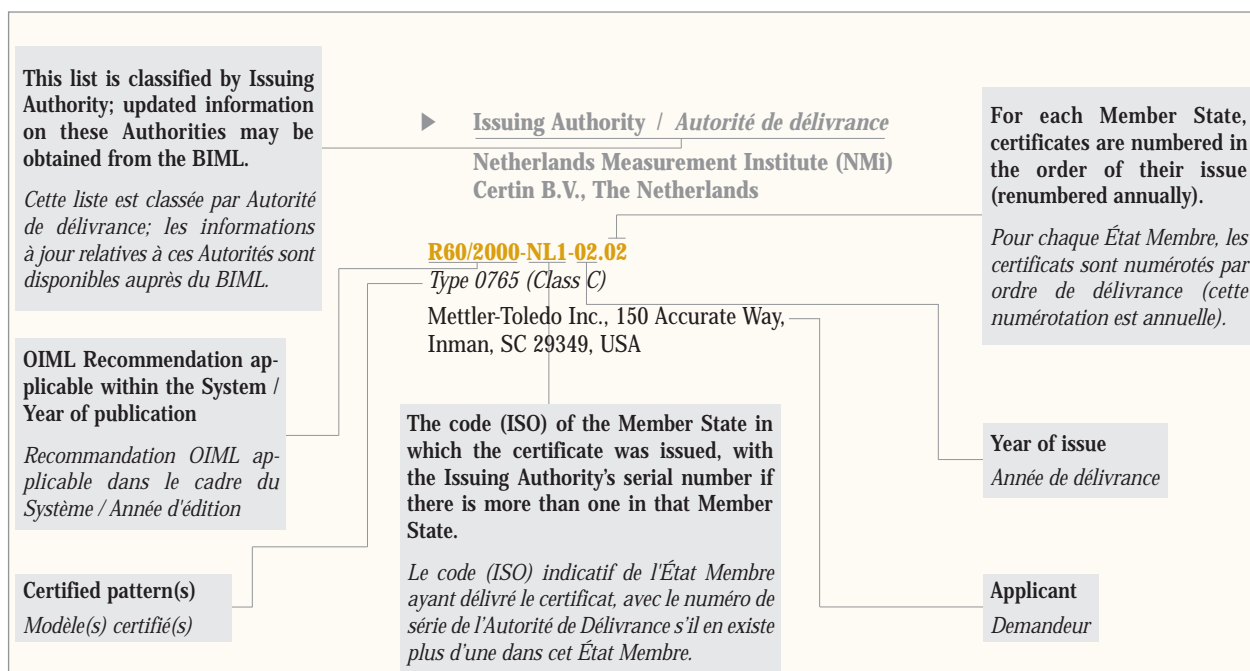 This list is classified by Issuing
Authority; updated information
on these Authorities may be
obtained from the BIML.
Cette liste est classée par Autorité
de délivrance; les informations
à jour relatives à ces Autorités sont
disponibles auprès du BIML.
OIML Recommendation ap-
plicable within the System /
Year of publication
Recommandation OIML ap-
plicable dans le cadre du
Système / Année d'édition
Certified pattern(s)
Modèle(s) certifié(s)
▶ Issuing Authority / Autorité de délivrance
Netherlands Measurement Institute (NMi)
Certin B.V., The Netherlands
R60/2000-NL1-02.02
Type 0765 (Class C)
Mettler-Toledo Inc., 150 Accurate Way,
Inman, SC 29349, USA
The code (ISO) of the Member State in
which the certificate was issued, with
the Issuing Authority's serial number if
there is more than one in that Member
State.
Le code (ISO) indicatif de l'État Membre
ayant délivré le certificat, avec le numéro de
série de l'Autorité de Délivrance s'il en existe
plus d'une dans cet État Membre.
For each Member State,
certificates are numbered in
the order of their issue
(renumbered annually).
Pour chaque État Membre, les
certificats sont numérotés par
ordre de délivrance (cette
numérotation est annuelle).
Year of issue
Année de délivrance
Applicant
Demandeur